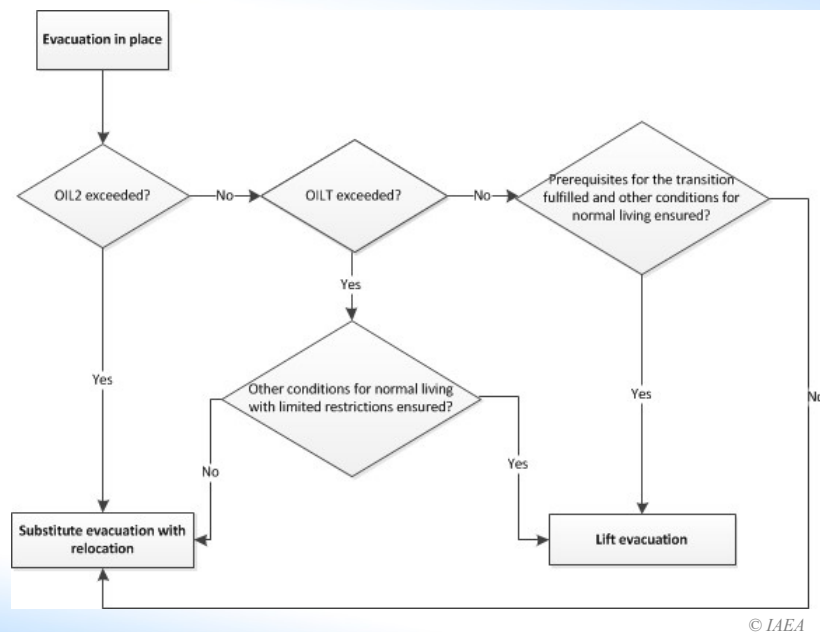 Evacuation in place
OIL2 exceeded?
No
OILT exceeded?
No
Prerequisites for the transition
fulfilled and other conditions for
normal living ensured?
Yes
Yes
Other conditions for normal living
with limited restrictions ensured?
Yes
No
No
Yes
Substitute evacuation with
relocation
Lift evacuation
© IAEA